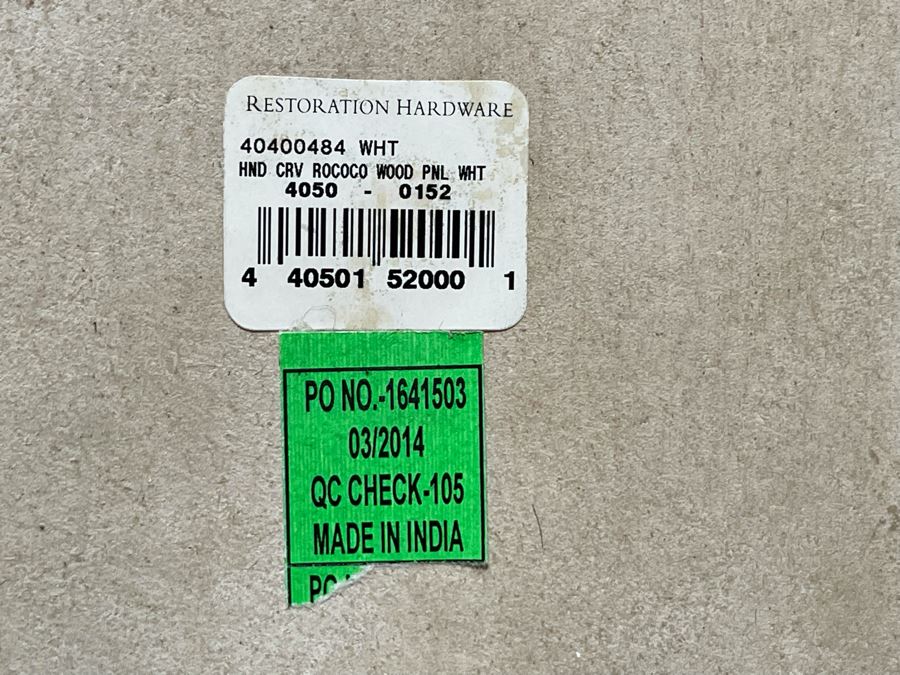 RESTORATION HARDWARE
40400484 WHT
HND CRV ROCOCO WOOD PNL WHT
4050 - 0152
4 40501 52000 1
PO NO.-1641503
03/2014
QC CHECK-105
MADE IN INDIA
PO